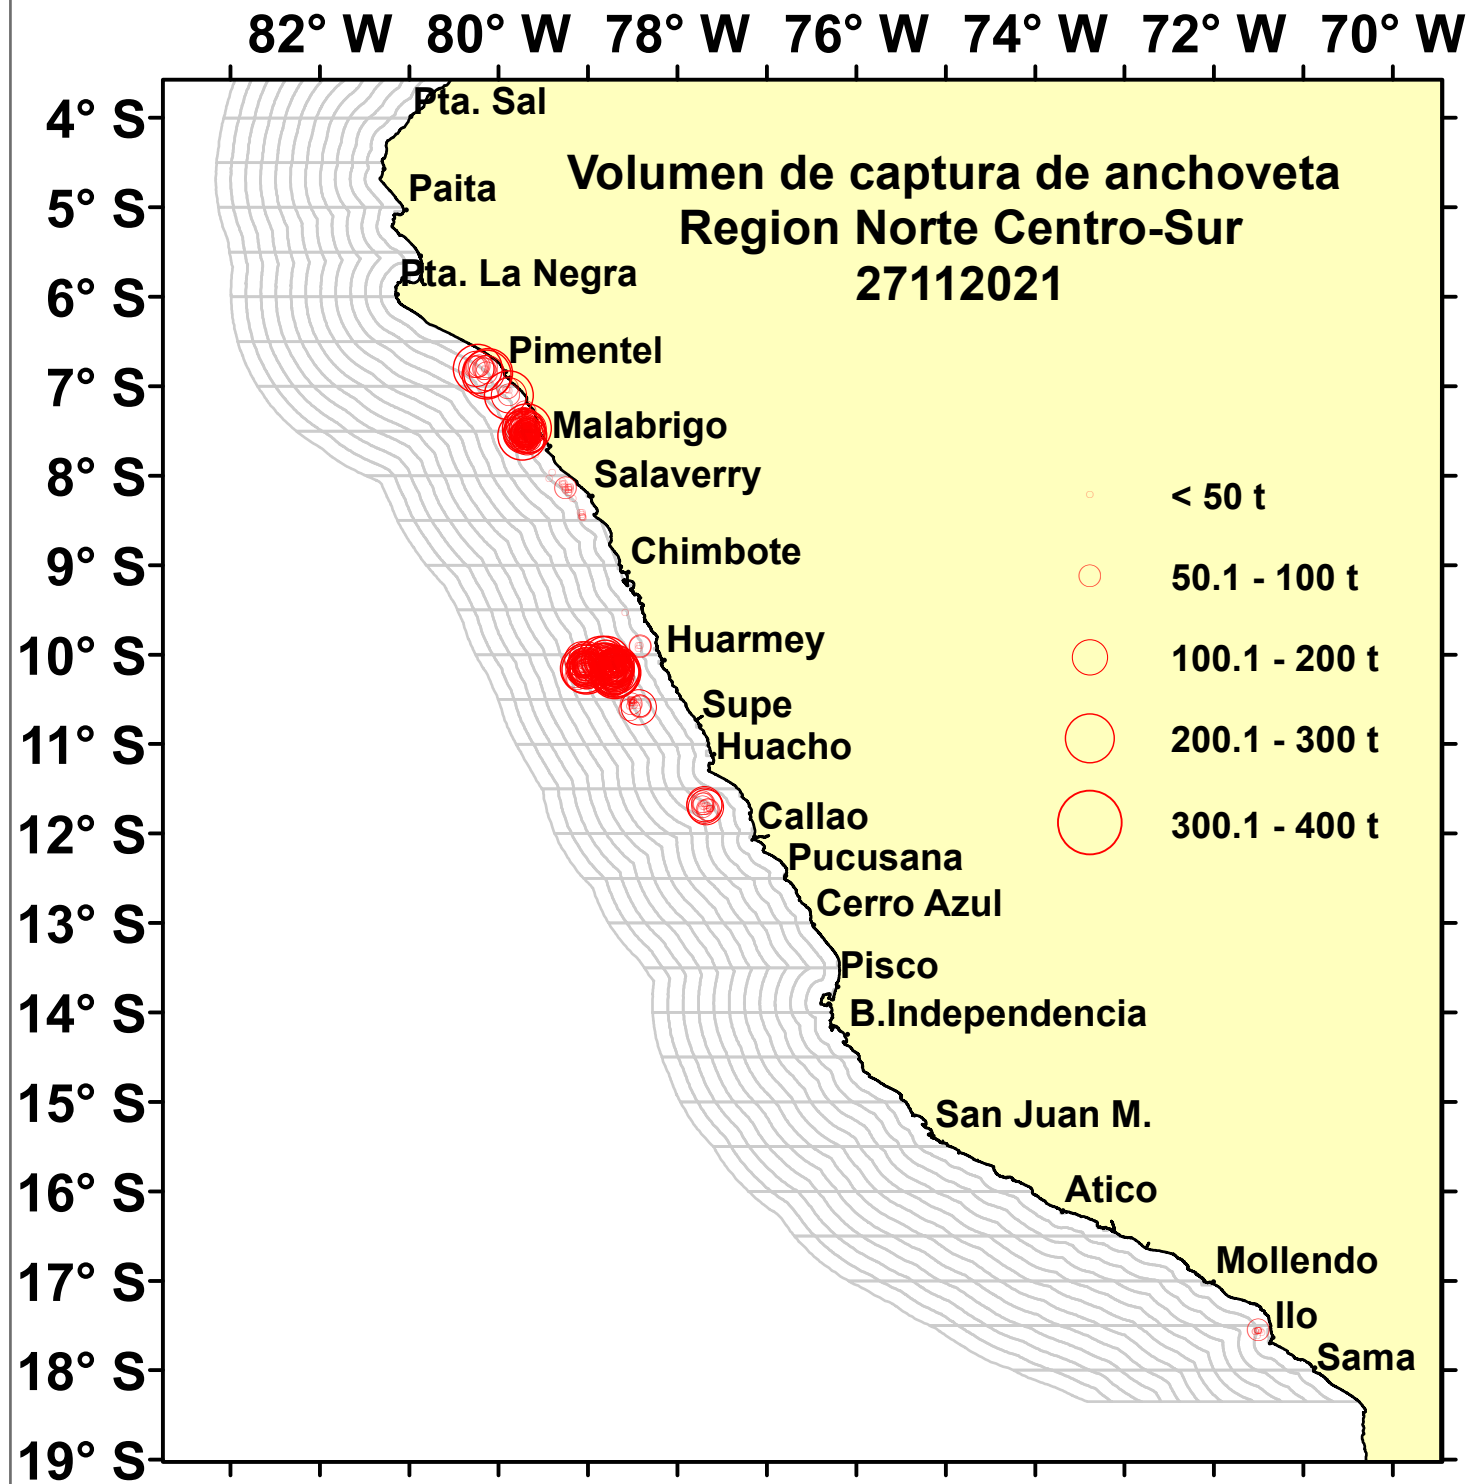 82° W 80° W 78° W 76° W 74° W 72° W 70° W
4° S
5° S
6° S
7° S
8° S
9° S
10° S
11° S
12° S
13° S
14° S
15° S
16° S
17° S
18° S
19° S
Volumen de captura de anchoveta
Region Norte Centro-Sur
27112021
Pta. Sal
Paita
Pta. La Negra
Pimentel
Malabrigo
Salaverry
Chimbote
Huarmey
Supe
Huacho
Callao
Pucusana
Cerro Azul
Pisco
B.Independencia
San Juan M.
Atico
Mollendo
Ilo
Sama
< 50 t
50.1 - 100 t
100.1 - 200 t
200.1 - 300 t
300.1 - 400 t